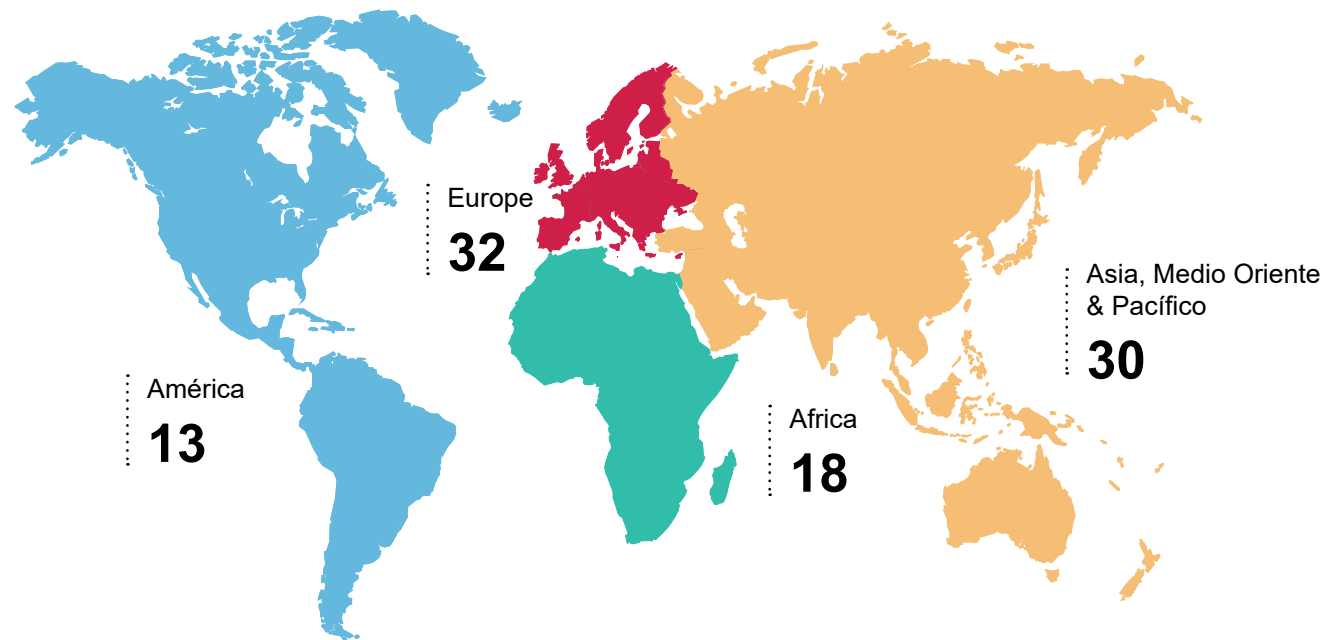 Europe
32
Asia, Medio Oriente
& Pacífico
30
América
13
Africa
18